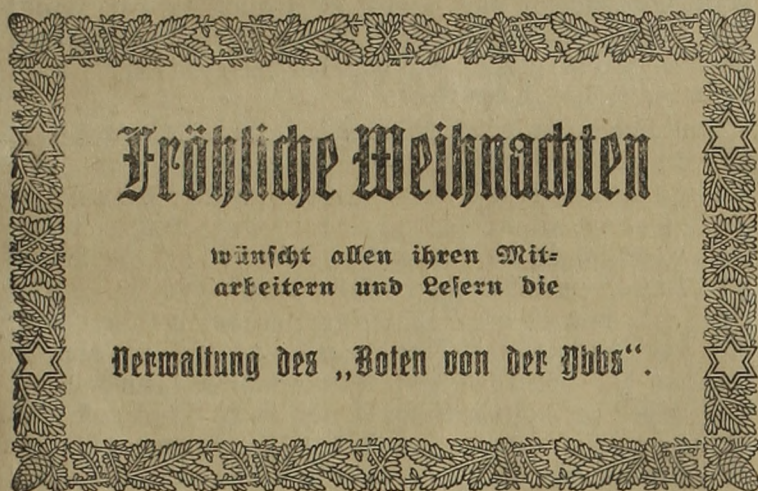 Fröhliche Weihnachten
wünscht allen ihren Mit-
arbeitern und Lesern die
Verwaltung des „Boten von der Ybbs“.